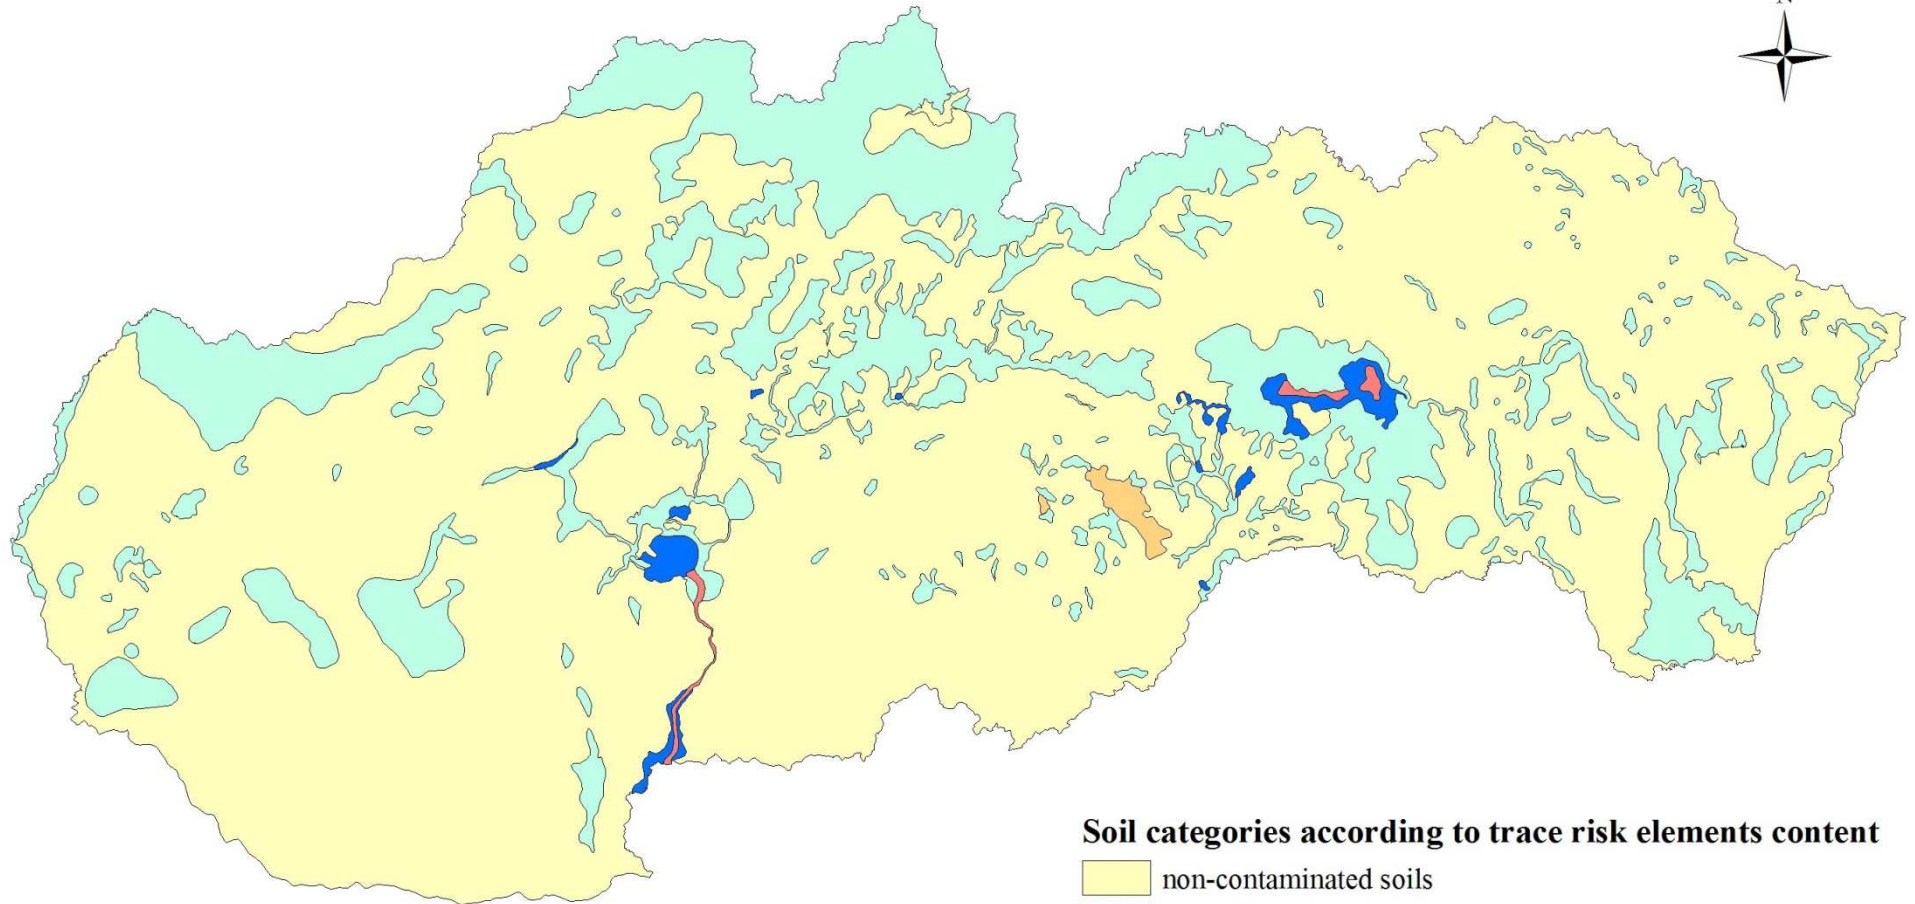 N
Soil categories according to trace risk elements content
non-contaminated soils